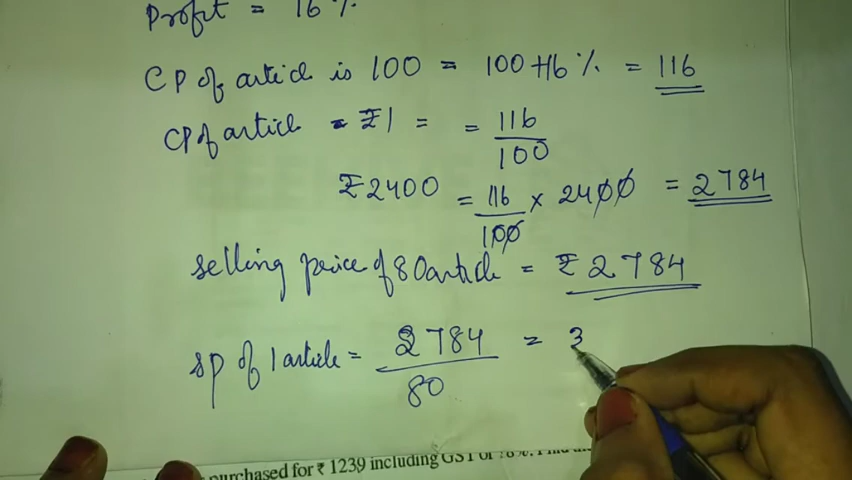 Profit = 16%
CP of article is 100 = 100+16% = 116
CP of article = ₹1 = = 116/100
₹2400 = 116/100 × 2400 = 2784
selling price of 80 article = ₹2784
SP of 1 article = 2784/80 = 3
purchased for ₹ 1239 including GST of